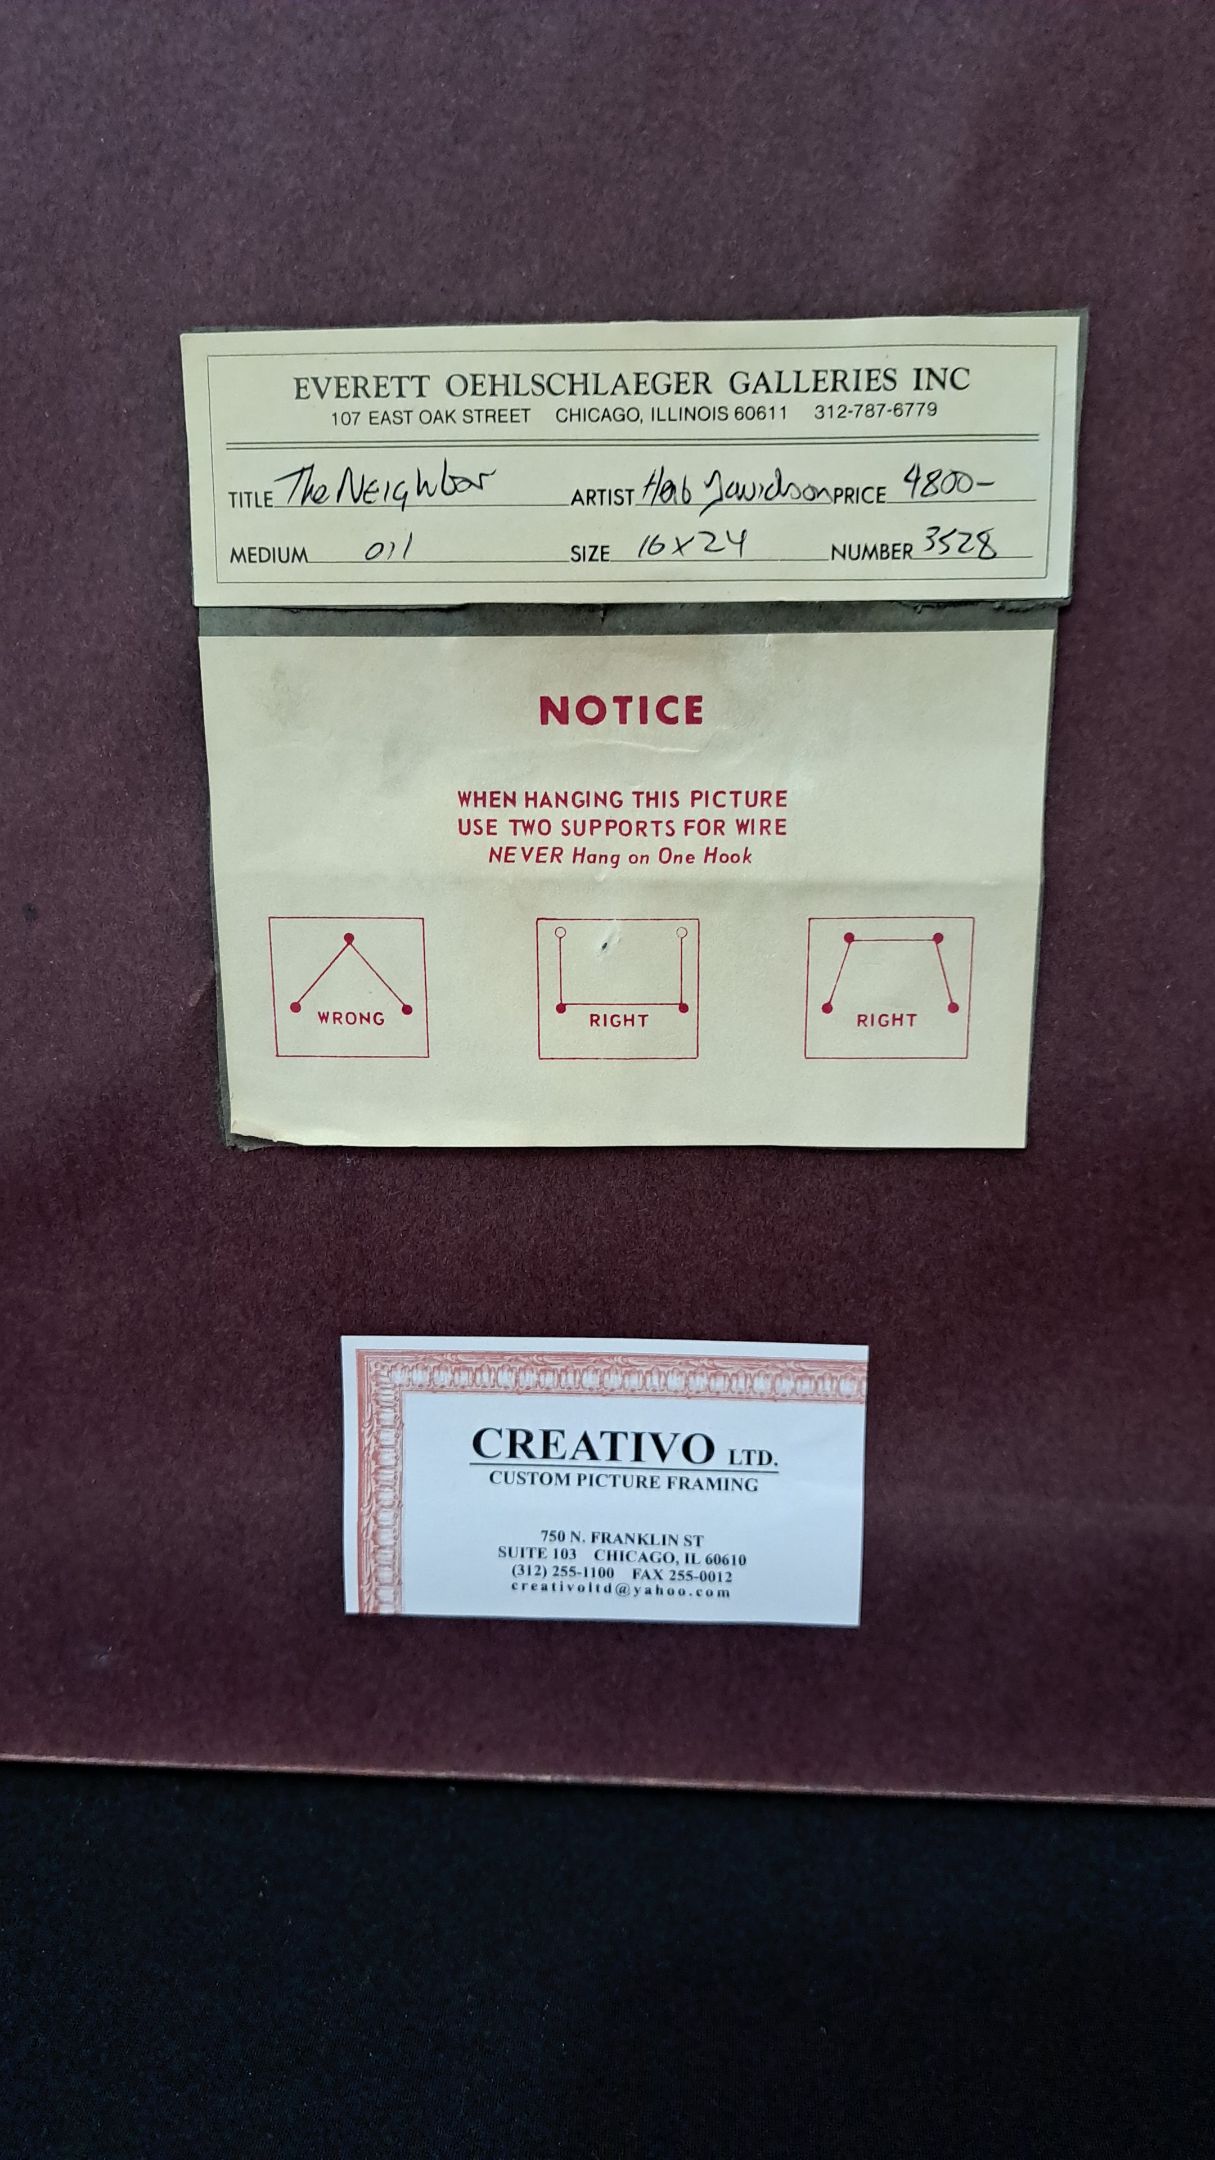 EVERETT OEHLSCHLAEGER GALLERIES INC
107 EAST OAK STREET CHICAGO, ILLINOIS 60611 312-787-6779
TITLE The Neighbor ARTIST Herb Davidson PRICE 4800-
MEDIUM oil SIZE 16x24 NUMBER 3528
NOTICE
WHEN HANGING THIS PICTURE
USE TWO SUPPORTS FOR WIRE
NEVER Hang on One Hook
WRONG RIGHT RIGHT
CREATIVO LTD.
CUSTOM PICTURE FRAMING
750 N. FRANKLIN ST
SUITE 103 CHICAGO, IL 60610
(312) 255-1100 FAX 255-0012
creativoltd@yahoo.com